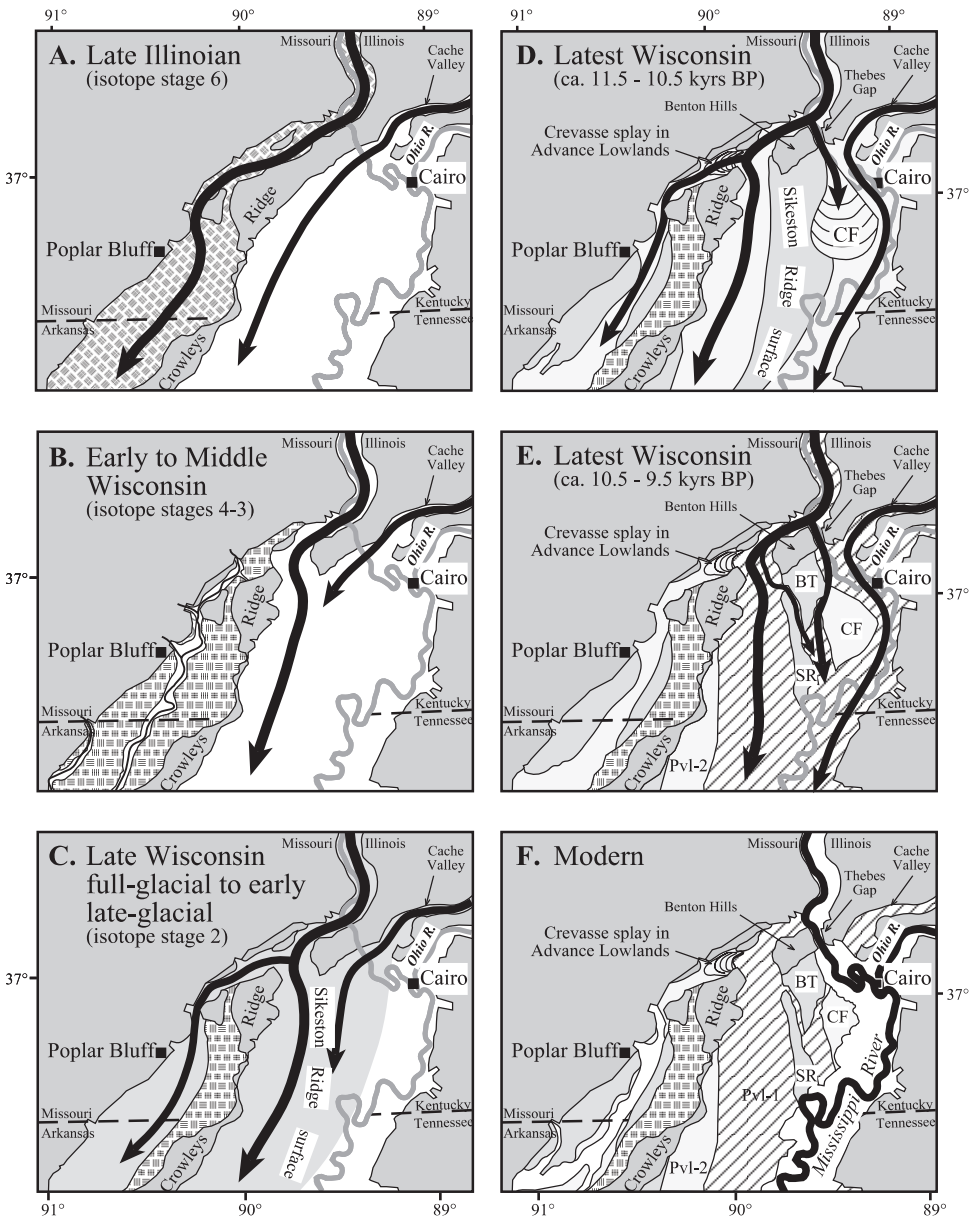 91°
90°
89°
90°
89°
A. Late Illinoian
(isotope stage 6)
Missouri
Illinois
Cache
Valley
Ohio R.
Cairo
37°
Ridge
Poplar Bluff
Missouri
Arkansas
Crowleys
Kentucky
Tennessee
D. Latest Wisconsin
(ca. 11.5 - 10.5 kyrs BP)
Missouri
Illinois
Cache
Valley
Thebes
Gap
Benton Hills
Crevasse splay in
Advance Lowlands
Ohio R.
Cairo
37°
Ridge
Sikeston
Ridge
surface
CF
Poplar Bluff
Missouri
Arkansas
Crowleys
Kentucky
Tennessee
B. Early to Middle
Wisconsin
(isotope stages 4-3)
Missouri
Illinois
Cache
Valley
Ohio R.
Cairo
37°
Ridge
Poplar Bluff
Missouri
Arkansas
Crowleys
Kentucky
Tennessee
E. Latest Wisconsin
(ca. 10.5 - 9.5 kyrs BP)
Missouri
Illinois
Cache
Valley
Thebes
Gap
Benton Hills
Crevasse splay in
Advance Lowlands
Ohio R.
Cairo
37°
Ridge
BT
CF
Poplar Bluff
SR
Missouri
Arkansas
Crowleys
Pvl-2
Kentucky
Tennessee
C. Late Wisconsin
full-glacial to early
late-glacial
(isotope stage 2)
Missouri
Illinois
Cache
Valley
Ohio R.
Cairo
37°
Ridge
Sikeston
Ridge
surface
Poplar Bluff
Missouri
Arkansas
Crowleys
Kentucky
Tennessee
F. Modern
Missouri
Illinois
Cache
Valley
Thebes
Gap
Benton Hills
Crevasse splay in
Advance Lowlands
Ohio R.
Cairo
37°
Ridge
BT
CF
Poplar Bluff
SR
Pvl-1
Mississippi River
Missouri
Arkansas
Crowleys
Pvl-2
Kentucky
Tennessee
91°
90°
89°
91°
90°
89°